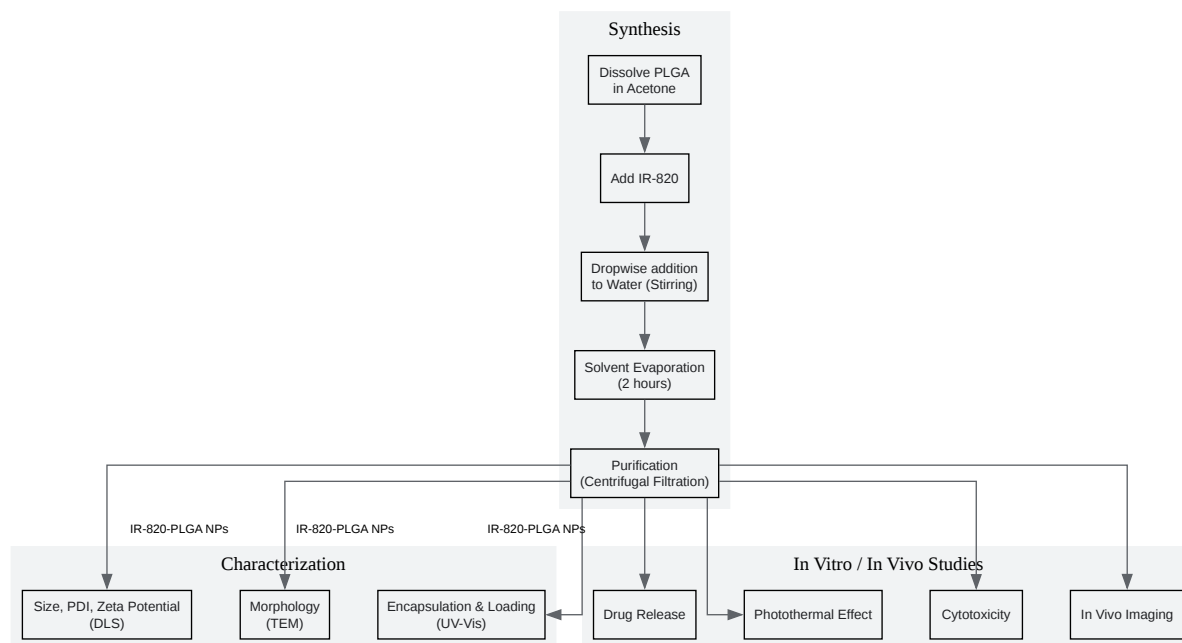 Synthesis
Dissolve PLGA
in Acetone
Add IR-820
Dropwise addition
to Water (Stirring)
Solvent Evaporation
(2 hours)
Purification
(Centrifugal Filtration)
IR-820-PLGA NPs
IR-820-PLGA NPs
IR-820-PLGA NPs
Characterization
Size, PDI, Zeta Potential
(DLS)
Morphology
(TEM)
Encapsulation & Loading
(UV-Vis)
In Vitro / In Vivo Studies
Drug Release
Photothermal Effect
Cytotoxicity
In Vivo Imaging